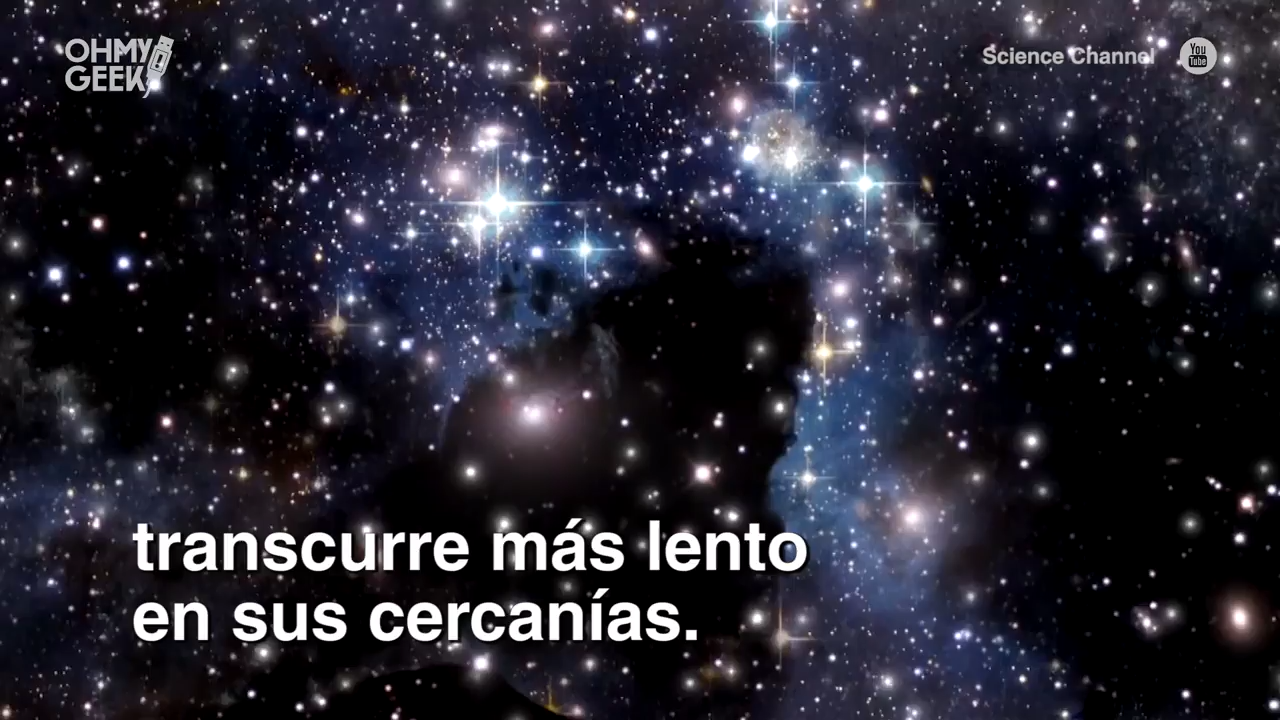 OHMY
GEEK
Science Channel
You
Tube
transcurre más lento
en sus cercanías.